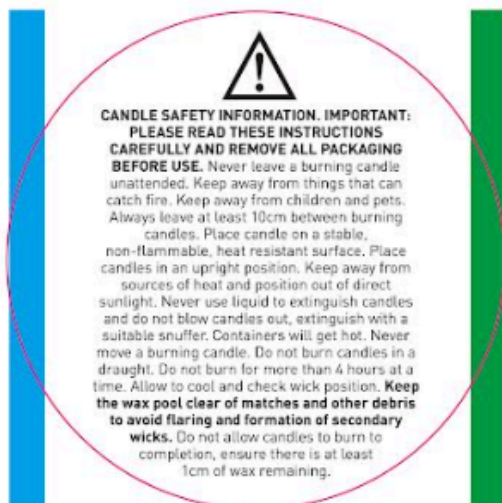 CANDLE SAFETY INFORMATION. IMPORTANT:
PLEASE READ THESE INSTRUCTIONS
CAREFULLY AND REMOVE ALL PACKAGING
BEFORE USE. Never leave a burning candle
unattended. Keep away from things that can
catch fire. Keep away from children and pets.
Always leave at least 10cm between burning
candles. Place candle on a stable,
non-flammable, heat resistant surface. Place
candles in an upright position. Keep away from
sources of heat and position out of direct
sunlight. Never use liquid to extinguish candles
and do not blow candles out, extinguish with a
suitable snuffer. Containers will get hot. Never
move a burning candle. Do not burn candles in a
draught. Do not burn for more than 4 hours at a
time. Allow to cool and check wick position. Keep
the wax pool clear of matches and other debris
to avoid flaring and formation of secondary
wicks. Do not allow candles to burn to
completion, ensure there is at least
1cm of wax remaining.